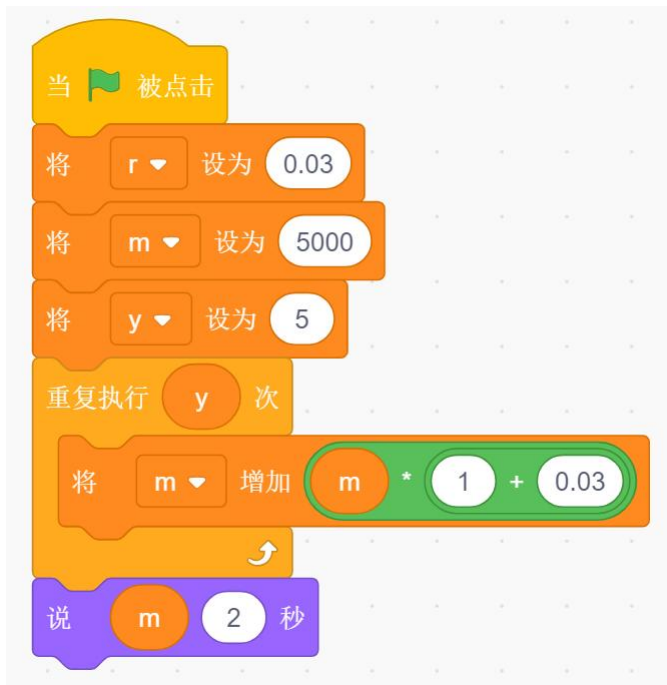 当 被点击
将 r 设为 0.03
将 m 设为 5000
将 y 设为 5
重复执行 y 次
将 m 增加 m * 1 + 0.03
说 m 2 秒